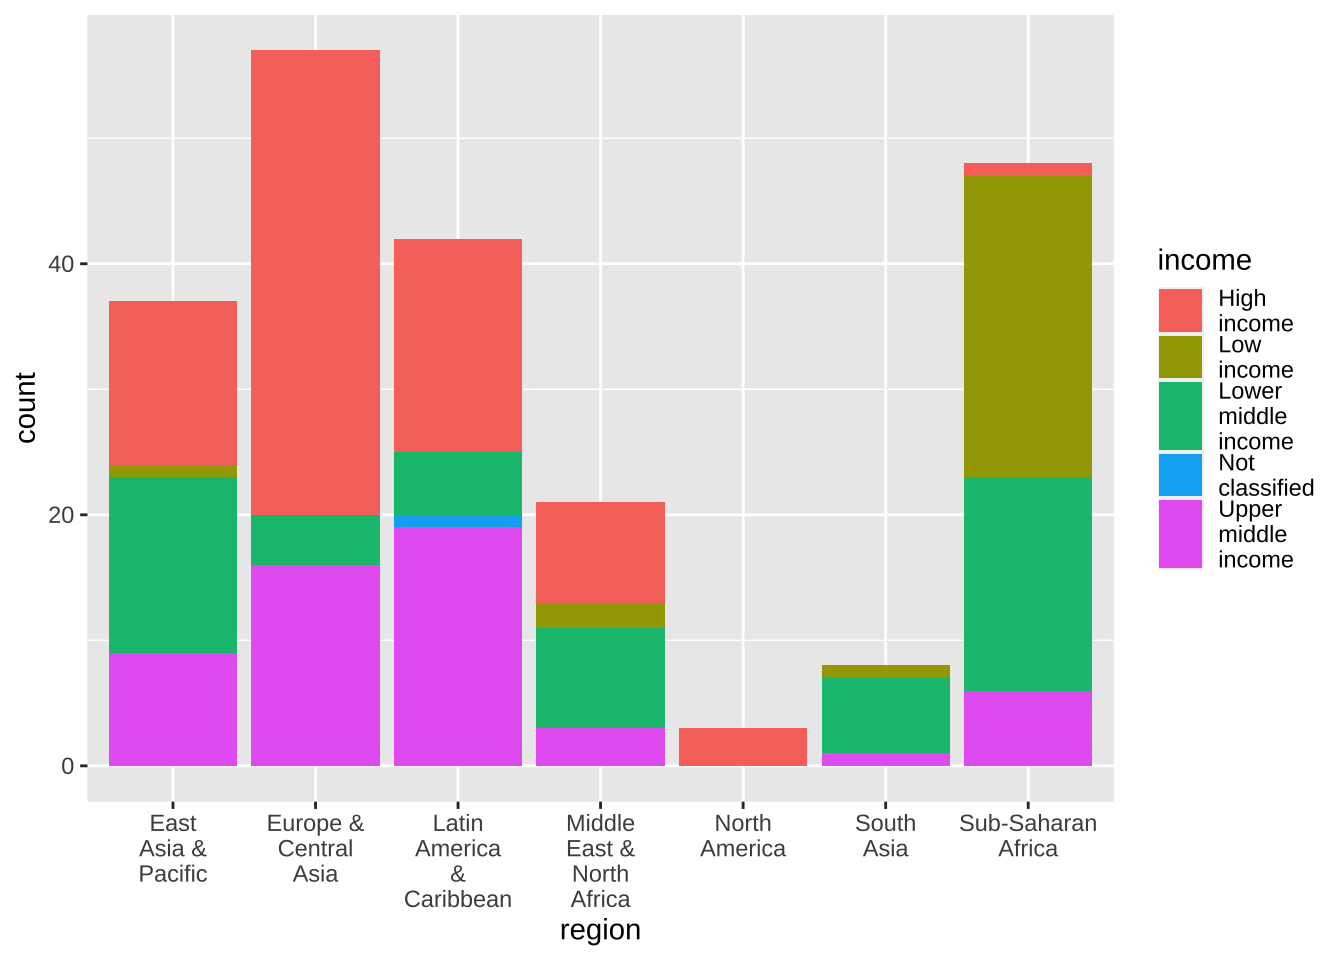 count
40
20
0
East
Asia &
Pacific
Europe &
Central
Asia
Latin
America
&
Caribbean
Middle
East &
North
Africa
North
America
South
Asia
Sub-Saharan
Africa
region
income
High
income
Low
income
Lower
middle
income
Not
classified
Upper
middle
income